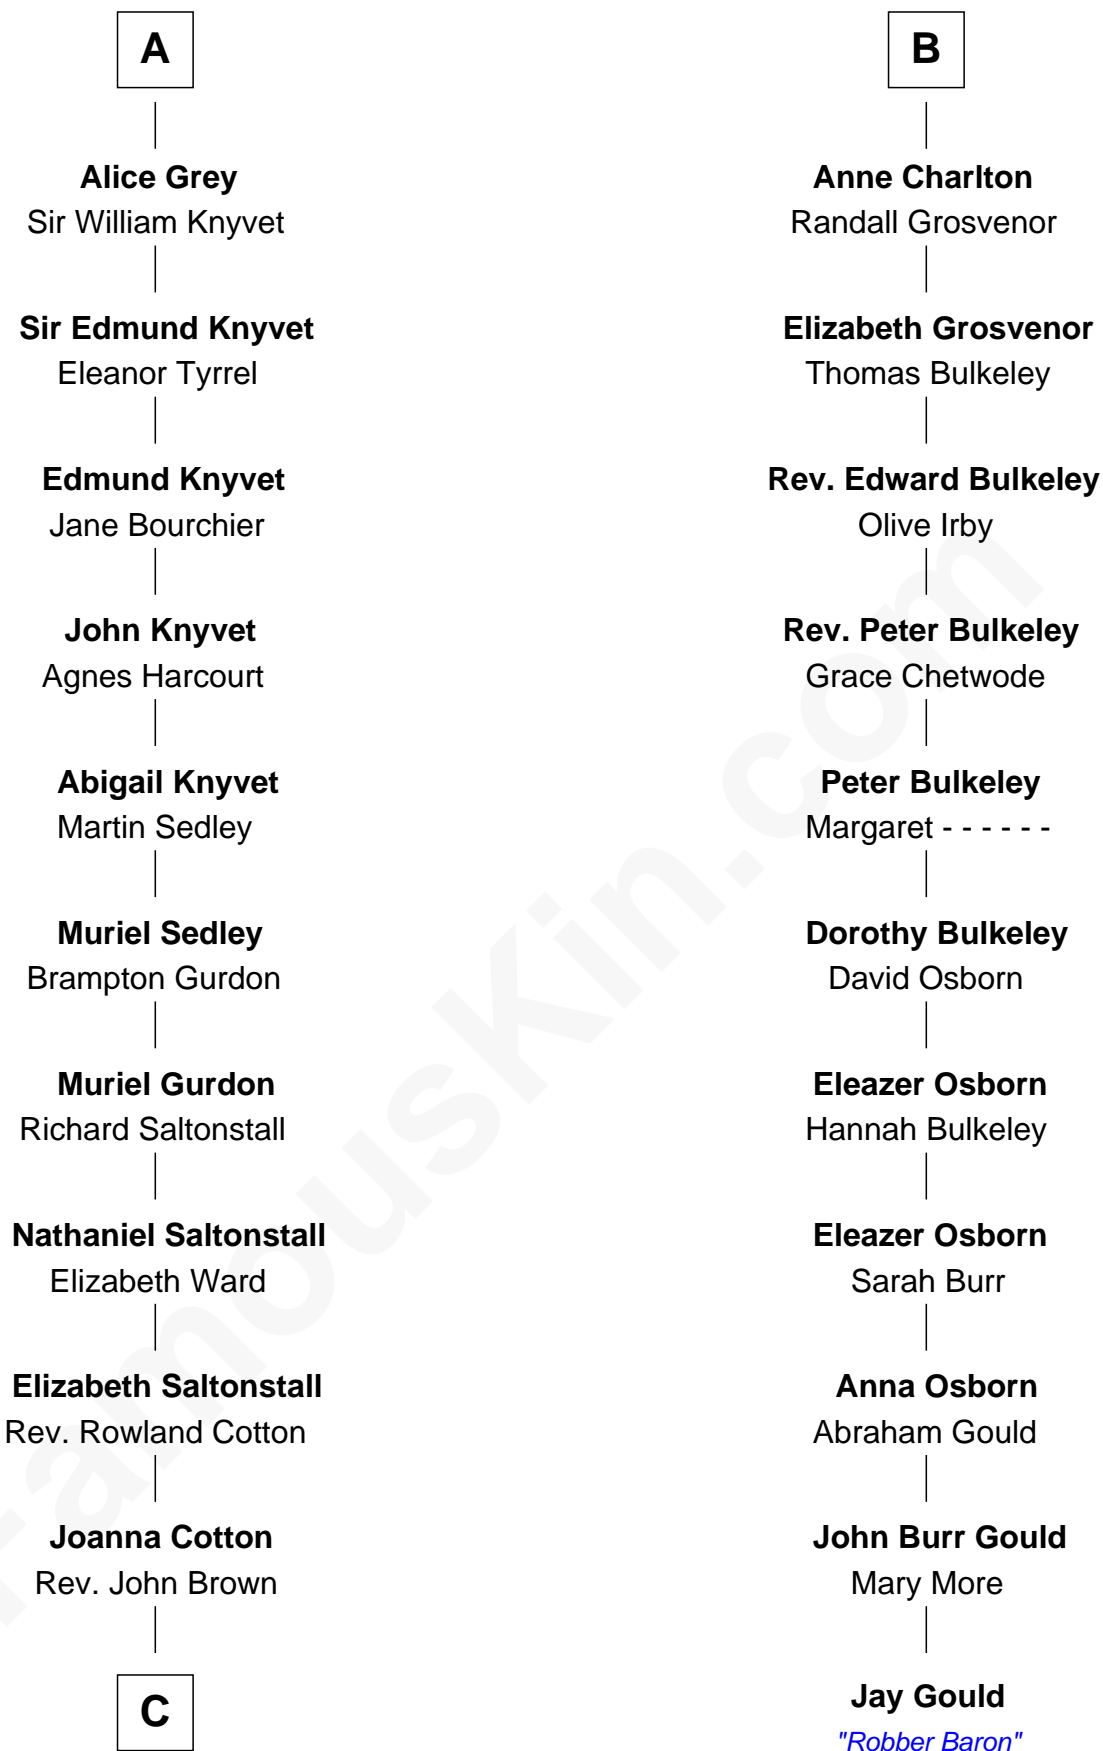 A
Alice Grey
Sir William Knyvet
Sir Edmund Knyvet
Eleanor Tyrrel
Edmund Knyvet
Jane Bourchier
John Knyvet
Agnes Harcourt
Abigail Knyvet
Martin Sedley
Muriel Sedley
Brampton Gurdon
Muriel Gurdon
Richard Saltonstall
Nathaniel Saltonstall
Elizabeth Ward
Elizabeth Saltonstall
Rev. Rowland Cotton
Joanna Cotton
Rev. John Brown
C
B
Anne Charlton
Randall Grosvenor
Elizabeth Grosvenor
Thomas Bulkeley
Rev. Edward Bulkeley
Olive Irby
Rev. Peter Bulkeley
Grace Chetwode
Peter Bulkeley
Margaret - - - - - -
Dorothy Bulkeley
David Osborn
Eleazer Osborn
Hannah Bulkeley
Eleazer Osborn
Sarah Burr
Anna Osborn
Abraham Gould
John Burr Gould
Mary More
Jay Gould
"Robber Baron"
FamousKin.com